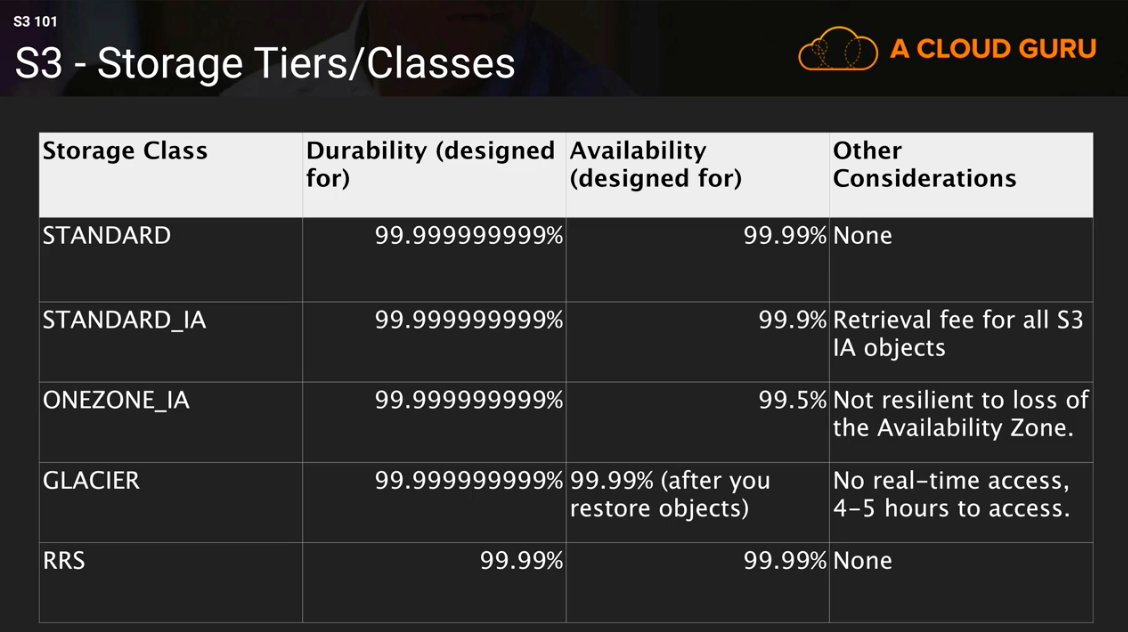 S3 101
S3 - Storage Tiers/Classes
A CLOUD GURU
Storage Class
Durability (designed
for)
Availability
(designed for)
Other
Considerations
STANDARD
99.999999999%
99.99%
None
STANDARD_IA
99.999999999%
99.9%
Retrieval fee for all S3
IA objects
ONEZONE_IA
99.999999999%
99.5%
Not resilient to loss of
the Availability Zone.
GLACIER
99.999999999%
99.99% (after you
restore objects)
No real-time access,
4-5 hours to access.
RRS
99.99%
99.99%
None